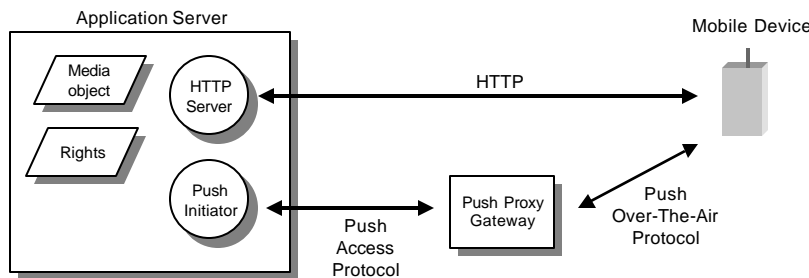 Application Server
Mobile Device
Media
object
HTTP
Server
HTTP
Rights
Push
Initiator
Push Proxy
Gateway
Push
Access
Protocol
Push
Over-The-Air
Protocol